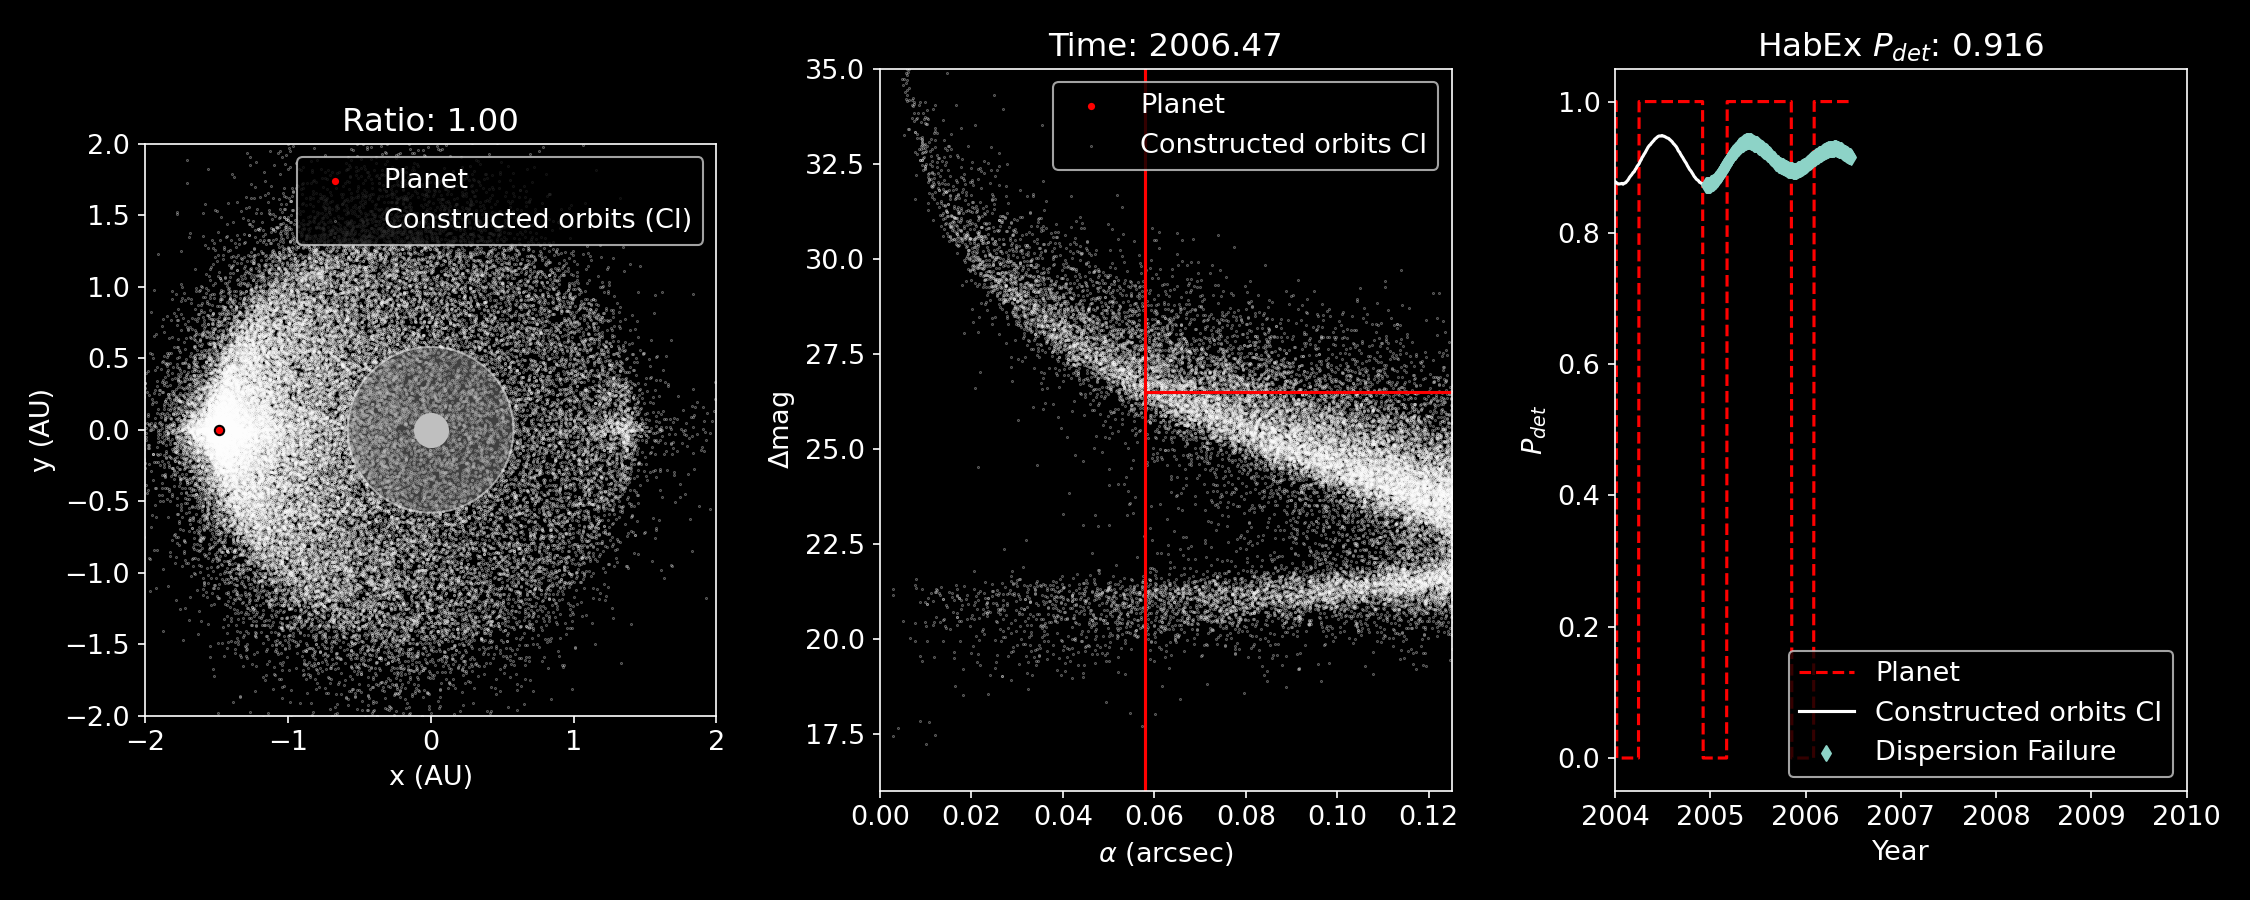 Ratio: 1.00
Planet
Constructed orbits (CI)
2.0
1.5
1.0
0.5
0.0
−0.5
−1.0
−1.5
−2.0
y (AU)
−2
−1
0
1
2
x (AU)
Time: 2006.47
Planet
Constructed orbits CI
35.0
32.5
30.0
27.5
25.0
22.5
20.0
17.5
Δmag
0.00
0.02
0.04
0.06
0.08
0.10
0.12
α (arcsec)
HabEx P_det: 0.916
1.0
0.8
0.6
0.4
0.2
0.0
P_det
Planet
Constructed orbits CI
Dispersion Failure
2004
2005
2006
2007
2008
2009
2010
Year